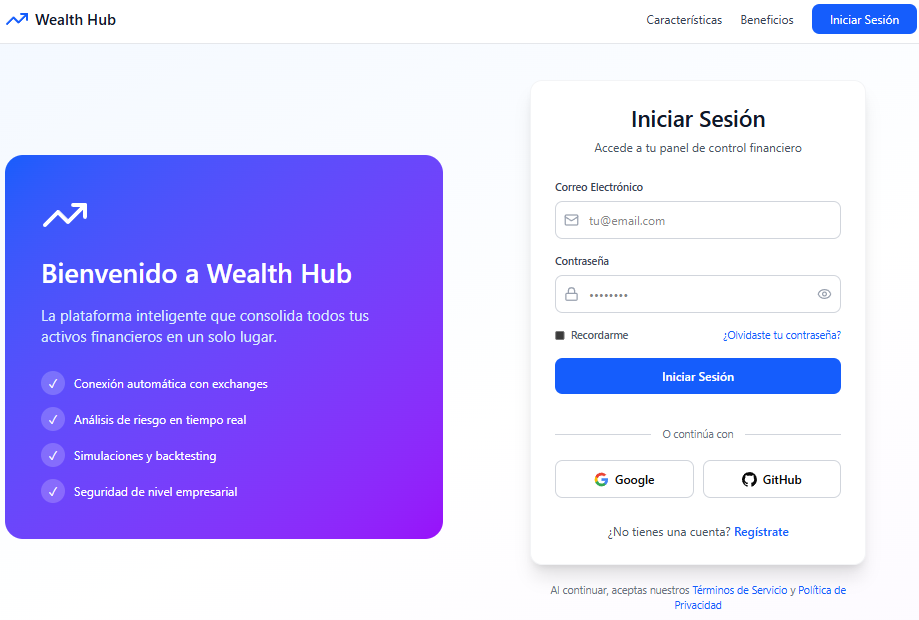 Wealth Hub
Características
Beneficios
Iniciar Sesión
Bienvenido a Wealth Hub
La plataforma inteligente que consolida todos tus
activos financieros en un solo lugar.
Conexión automática con exchanges
Análisis de riesgo en tiempo real
Simulaciones y backtesting
Seguridad de nivel empresarial
Iniciar Sesión
Accede a tu panel de control financiero
Correo Electrónico
tu@email.com
Contraseña
••••••••
Recordarme
¿Olvidaste tu contraseña?
Iniciar Sesión
O continúa con
Google
GitHub
¿No tienes una cuenta? Regístrate
Al continuar, aceptas nuestros Términos de Servicio y Política de
Privacidad